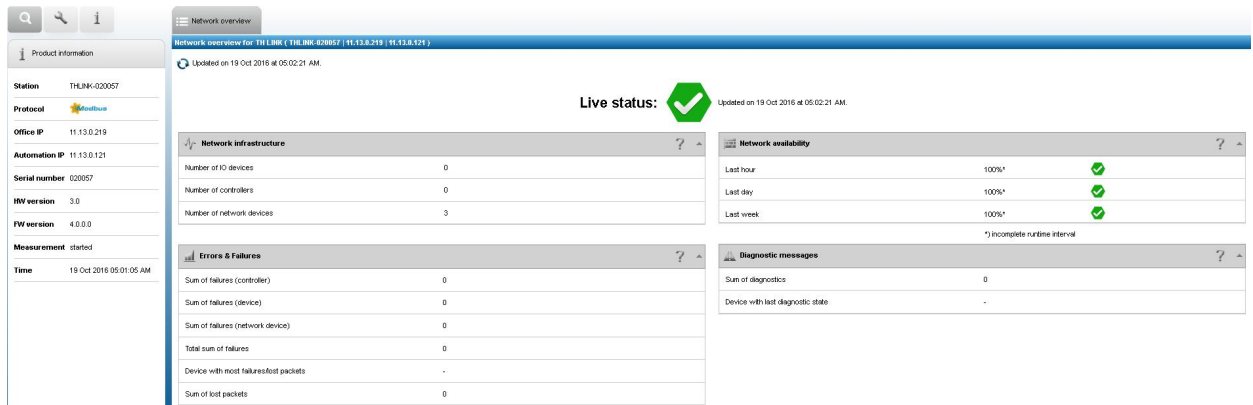 Network overview
Network overview for TH LINK ( THLINK-020057 | 11.13.0.219 | 11.13.0.121 )
Product information
Updated on 19 Oct 2016 at 05:02:21 AM.
Station THLINK-020057
Protocol Modbus
Office IP 11.13.0.219
Automation IP 11.13.0.121
Serial number 020057
HW version 3.0
FW version 4.0.0.0
Measurement started
Time 19 Oct 2016 05:01:05 AM
Live status: Updated on 19 Oct 2016 at 05:02:21 AM.
Network infrastructure ?
Number of IO devices 0
Number of controllers 0
Number of network devices 3
Network availability ?
Last hour 100%*
Last day 100%*
Last week 100%*
*) incomplete runtime interval
Errors & Failures ?
Sum of failures (controller) 0
Sum of failures (device) 0
Sum of failures (network device) 0
Total sum of failures 0
Device with most failures/lost packets -
Sum of lost packets 0
Diagnostic messages ?
Sum of diagnostics 0
Device with last diagnostic state -